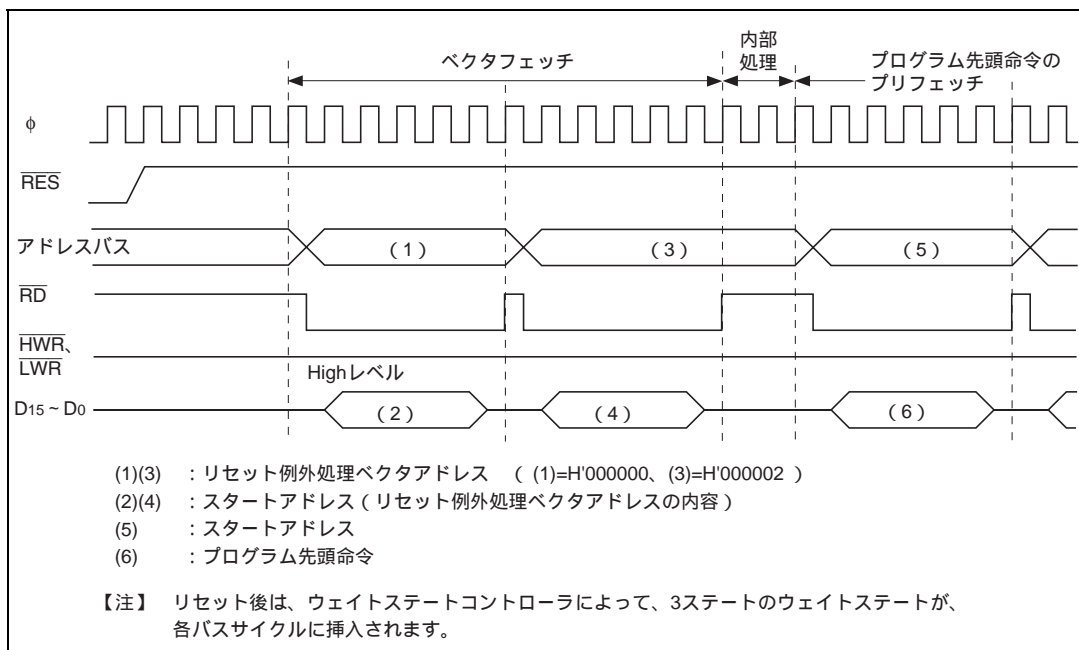 ベクタフェッチ
内部
処理
プログラム先頭命令の
プリフェッチ
φ
RES
アドレスバス
(1)
(3)
(5)
RD
HWR、
LWR
Highレベル
D15 ~ D0
(2)
(4)
(6)
(1)(3) :リセット例外処理ベクタアドレス ( (1)=H'000000、(3)=H'000002 )
(2)(4) :スタートアドレス(リセット例外処理ベクタアドレスの内容)
(5) :スタートアドレス
(6) :プログラム先頭命令
【注】 リセット後は、ウェイトステートコントローラによって、3ステートのウェイトステートが、
各バスサイクルに挿入されます。